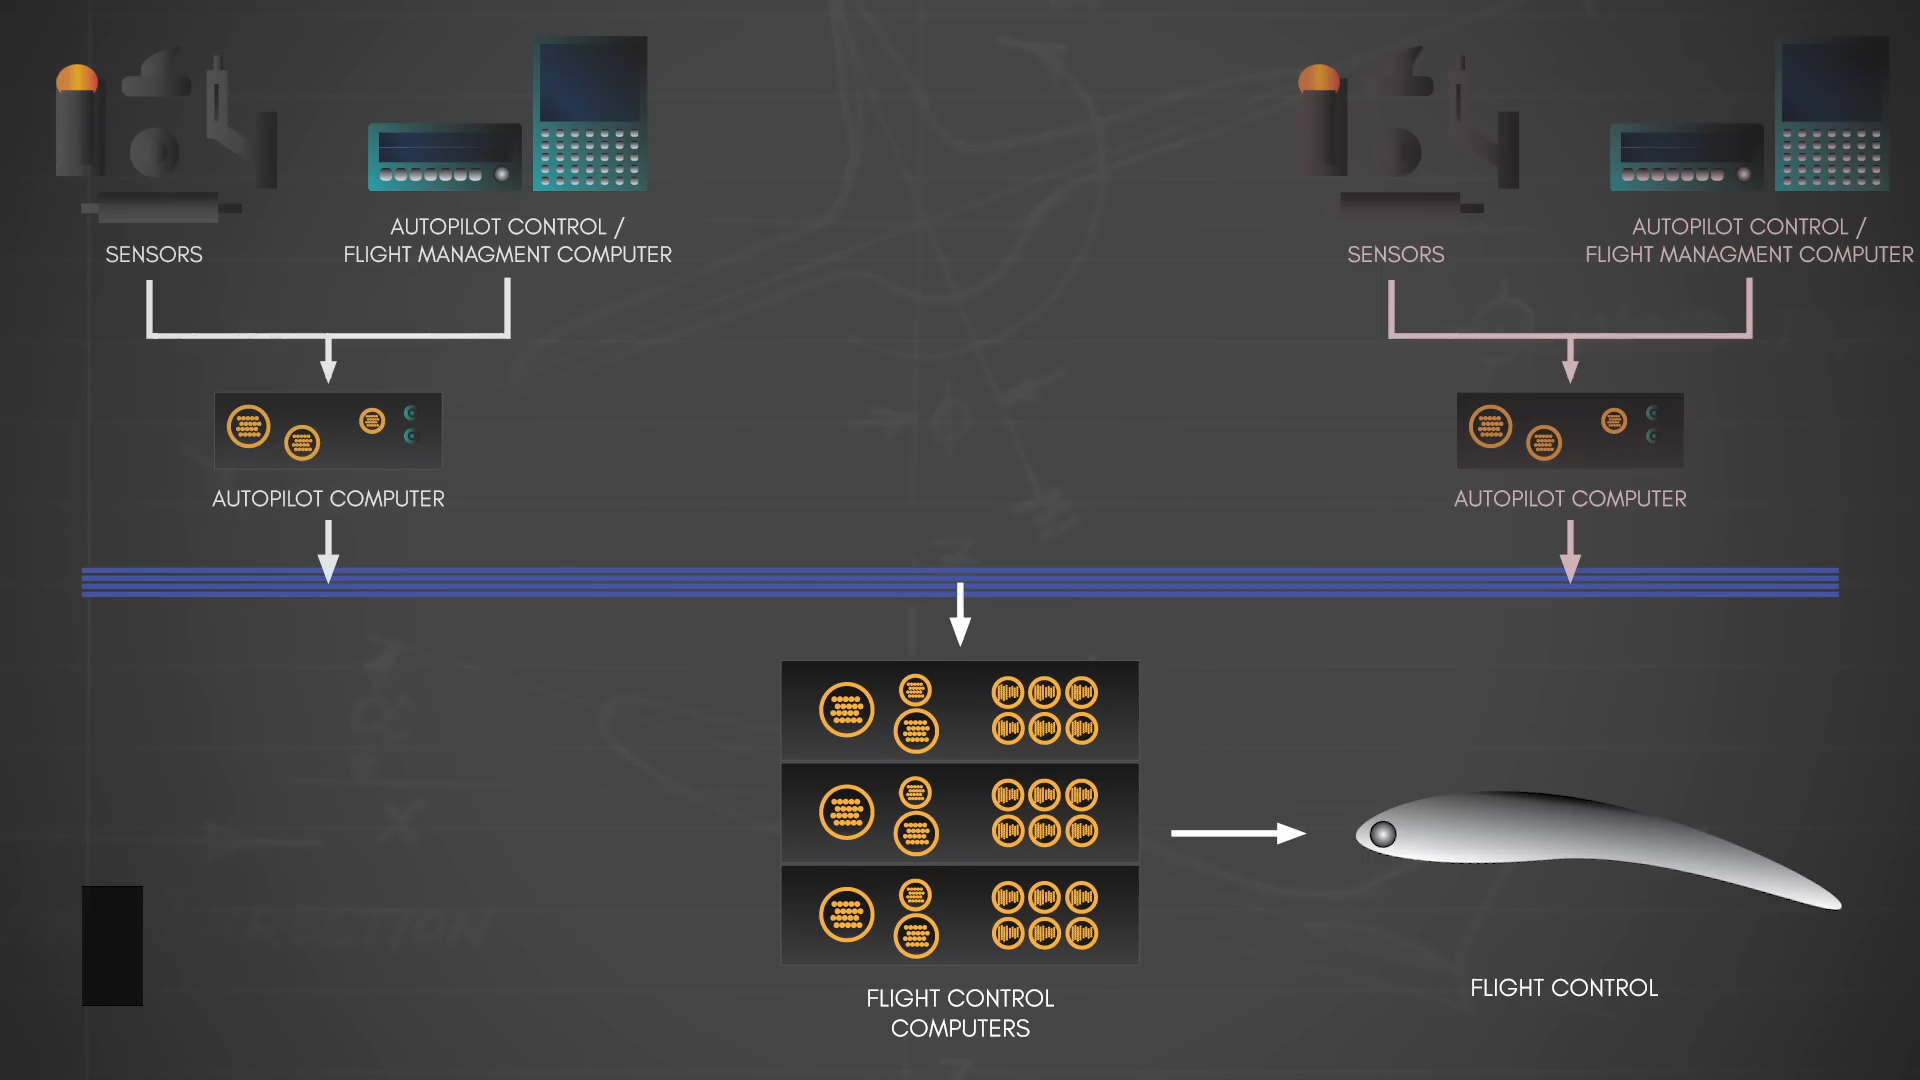 AUTOPILOT CONTROL /
FLIGHT MANAGMENT COMPUTER
SENSORS
AUTOPILOT COMPUTER
AUTOPILOT CONTROL /
FLIGHT MANAGMENT COMPUTER
SENSORS
AUTOPILOT COMPUTER
FLIGHT CONTROL
COMPUTERS
FLIGHT CONTROL